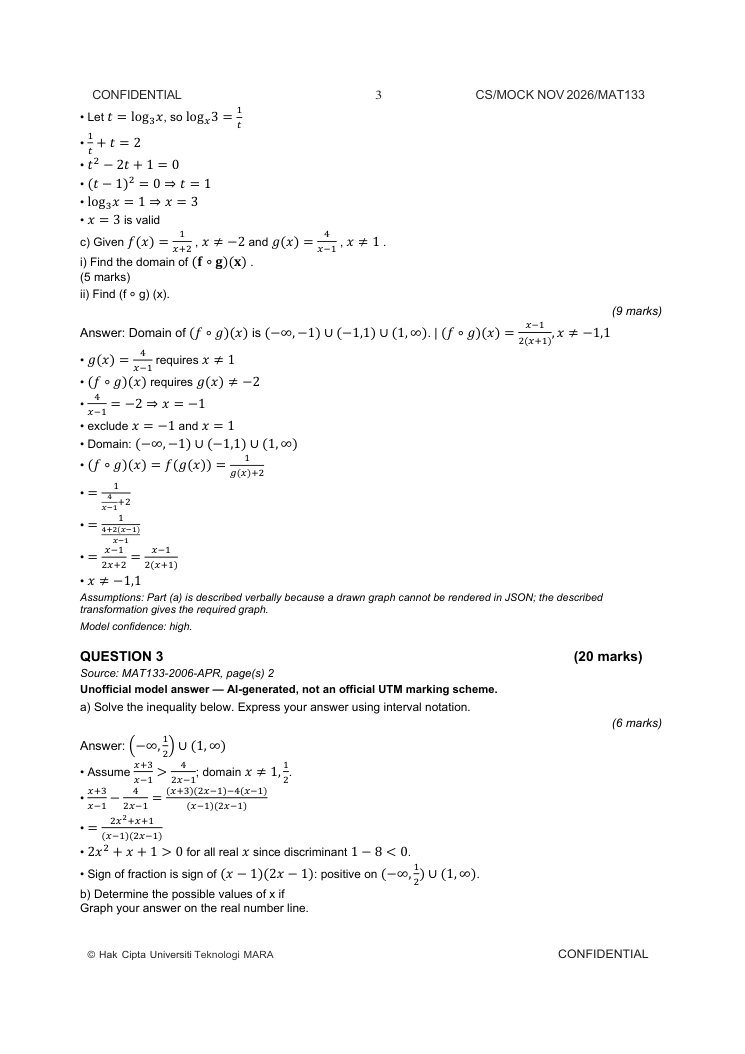 CONFIDENTIAL 3 CS/MOCK NOV 2026/MAT133
• Let t = log₃x, so logₓ3 = 1/t
• 1/t + t = 2
• t² − 2t + 1 = 0
• (t − 1)² = 0 ⇒ t = 1
• log₃x = 1 ⇒ x = 3
• x = 3 is valid
c) Given f(x) = 1/(x+2) , x ≠ −2 and g(x) = 4/(x−1) , x ≠ 1 .
i) Find the domain of (f ∘ g)(x) .
(5 marks)
ii) Find (f ∘ g) (x).
(9 marks)
Answer: Domain of (f ∘ g)(x) is (−∞, −1) ∪ (−1,1) ∪ (1, ∞). | (f ∘ g)(x) = (x−1)/(2(x+1)), x ≠ −1,1
• g(x) = 4/(x−1) requires x ≠ 1
• (f ∘ g)(x) requires g(x) ≠ −2
• 4/(x−1) = −2 ⇒ x = −1
• exclude x = −1 and x = 1
• Domain: (−∞, −1) ∪ (−1,1) ∪ (1, ∞)
• (f ∘ g)(x) = f(g(x)) = 1/(g(x)+2)
• = 1/(4/(x−1)+2)
• = 1/((4+2(x−1))/(x−1))
• = (x−1)/(2x+2) = (x−1)/(2(x+1))
• x ≠ −1,1
Assumptions: Part (a) is described verbally because a drawn graph cannot be rendered in JSON; the described
transformation gives the required graph.
Model confidence: high.
QUESTION 3 (20 marks)
Source: MAT133-2006-APR, page(s) 2
Unofficial model answer — AI-generated, not an official UTM marking scheme.
a) Solve the inequality below. Express your answer using interval notation.
(6 marks)
Answer: (−∞, 1/2) ∪ (1, ∞)
• Assume (x+3)/(x−1) > 4/(2x−1); domain x ≠ 1, 1/2.
• (x+3)/(x−1) − 4/(2x−1) = ((x+3)(2x−1)−4(x−1))/((x−1)(2x−1))
• = (2x²+x+1)/((x−1)(2x−1))
• 2x² + x + 1 > 0 for all real x since discriminant 1 − 8 < 0.
• Sign of fraction is sign of (x − 1)(2x − 1): positive on (−∞, 1/2) ∪ (1, ∞).
b) Determine the possible values of x if
Graph your answer on the real number line.
© Hak Cipta Universiti Teknologi MARA CONFIDENTIAL